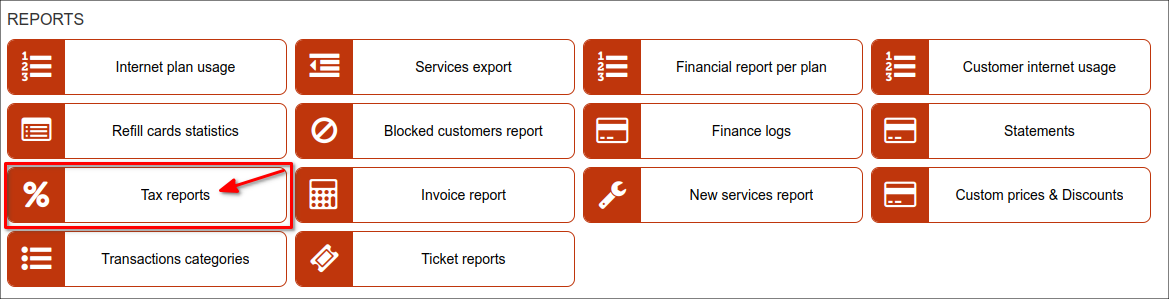 REPORTS
Internet plan usage
Services export
Financial report per plan
Customer internet usage
Refill cards statistics
Blocked customers report
Finance logs
Statements
Tax reports
Invoice report
New services report
Custom prices & Discounts
Transactions categories
Ticket reports